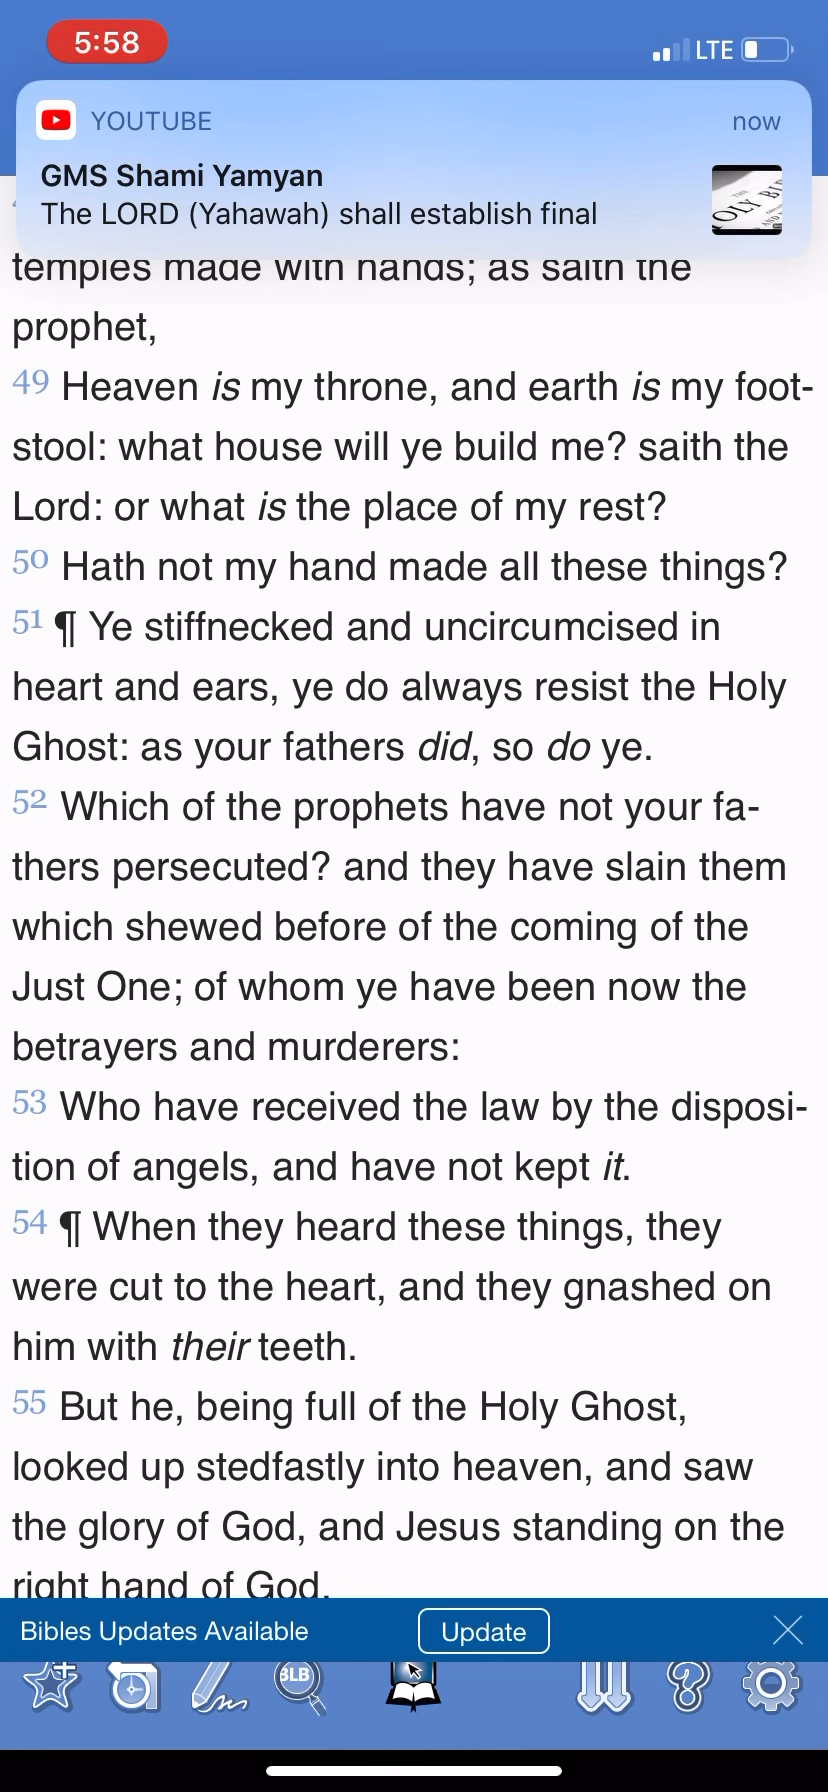 5:58
LTE
YOUTUBE
now
GMS Shami Yamyan
The LORD (Yahawah) shall establish final
OLY BI
temples made with hands; as saith the
prophet,
49 Heaven is my throne, and earth is my foot-
stool: what house will ye build me? saith the
Lord: or what is the place of my rest?
50 Hath not my hand made all these things?
51 ¶ Ye stiffnecked and uncircumcised in
heart and ears, ye do always resist the Holy
Ghost: as your fathers did, so do ye.
52 Which of the prophets have not your fa-
thers persecuted? and they have slain them
which shewed before of the coming of the
Just One; of whom ye have been now the
betrayers and murderers:
53 Who have received the law by the disposi-
tion of angels, and have not kept it.
54 ¶ When they heard these things, they
were cut to the heart, and they gnashed on
him with their teeth.
55 But he, being full of the Holy Ghost,
looked up stedfastly into heaven, and saw
the glory of God, and Jesus standing on the
right hand of God.
Bibles Updates Available
Update
BLB